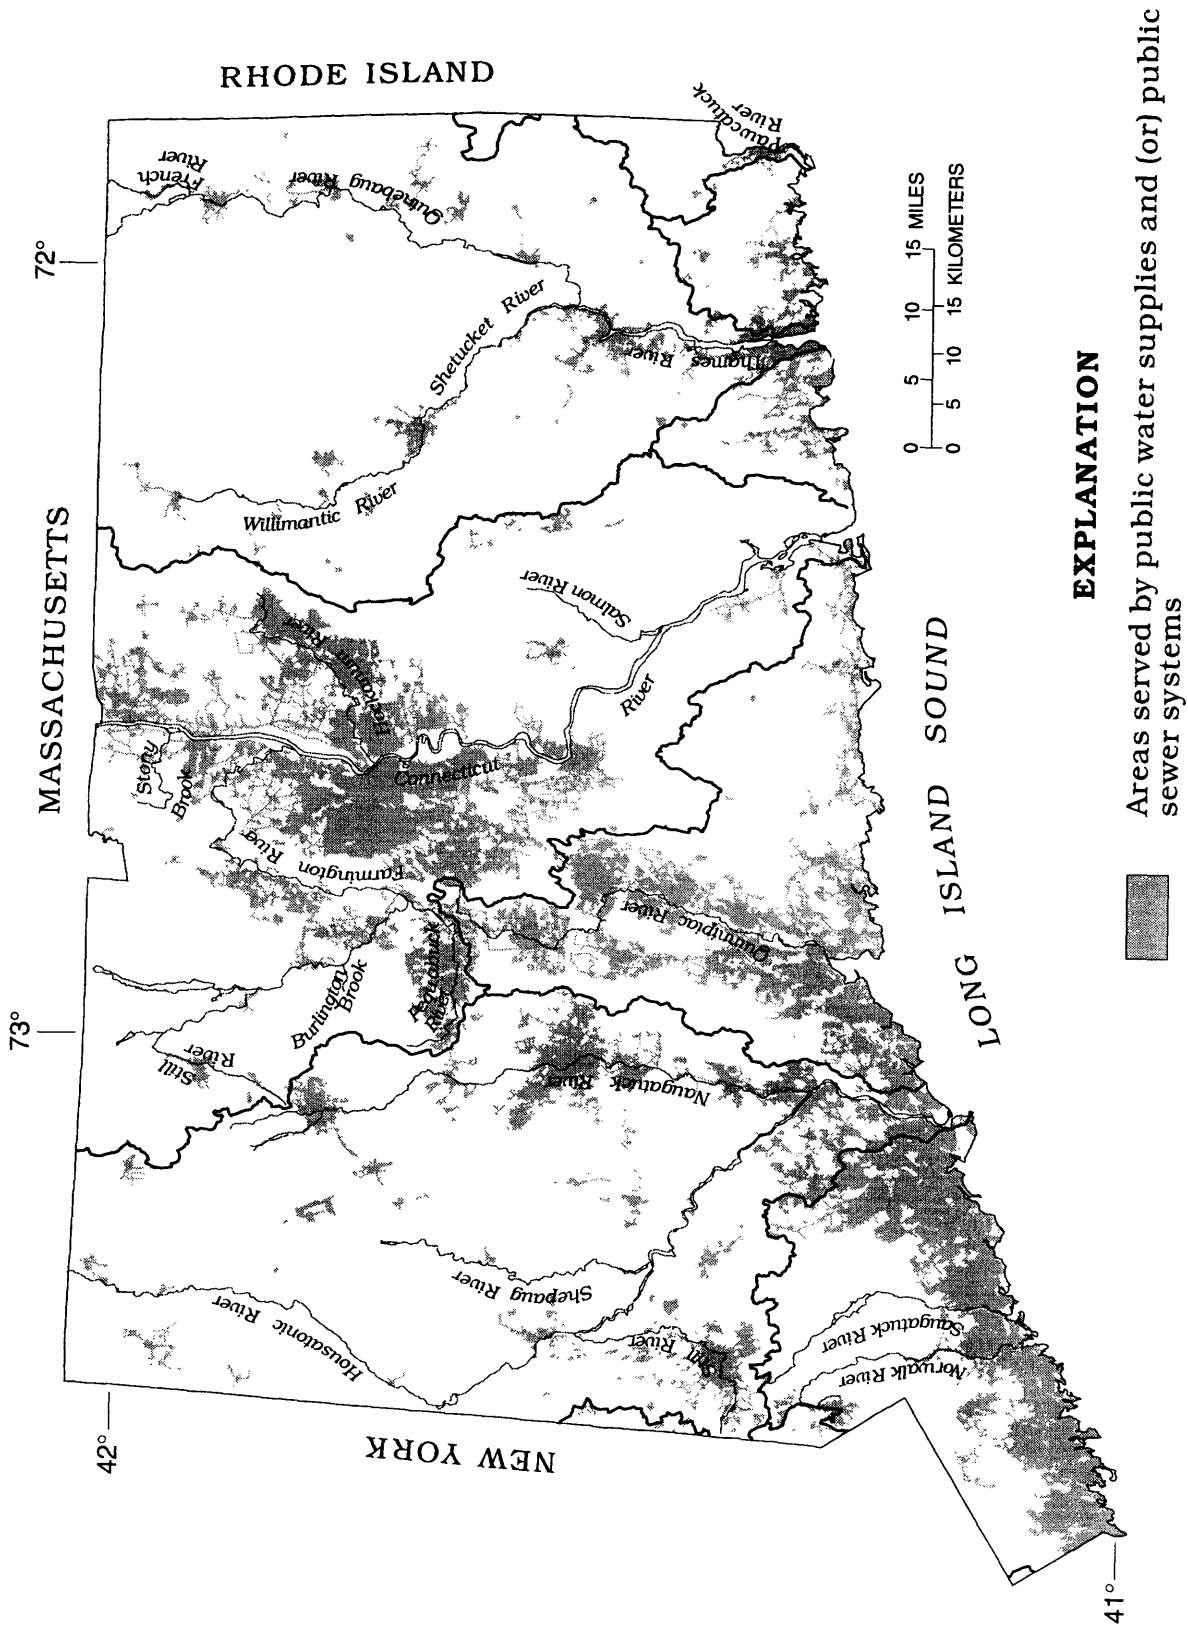 RHODE ISLAND
MASSACHUSETTS
NEW YORK
LONG ISLAND SOUND
72°
73°
42°
41°
French
River
Quinebaug River
Pawcatuck
River
Shetucket River
Willimantic River
Thames River
Salmon River
Hockanum River
Stony
Brook
Connecticut
River
Farmington River
Burlington
Brook
Pequabuck
River
Quinnipiac River
Still
River
Naugatuck River
Shepaug River
Housatonic River
Still River
Saugatuck River
Norwalk River
0 5 10 15 MILES
0 5 10 15 KILOMETERS
EXPLANATION
Areas served by public water supplies and (or) public
sewer systems